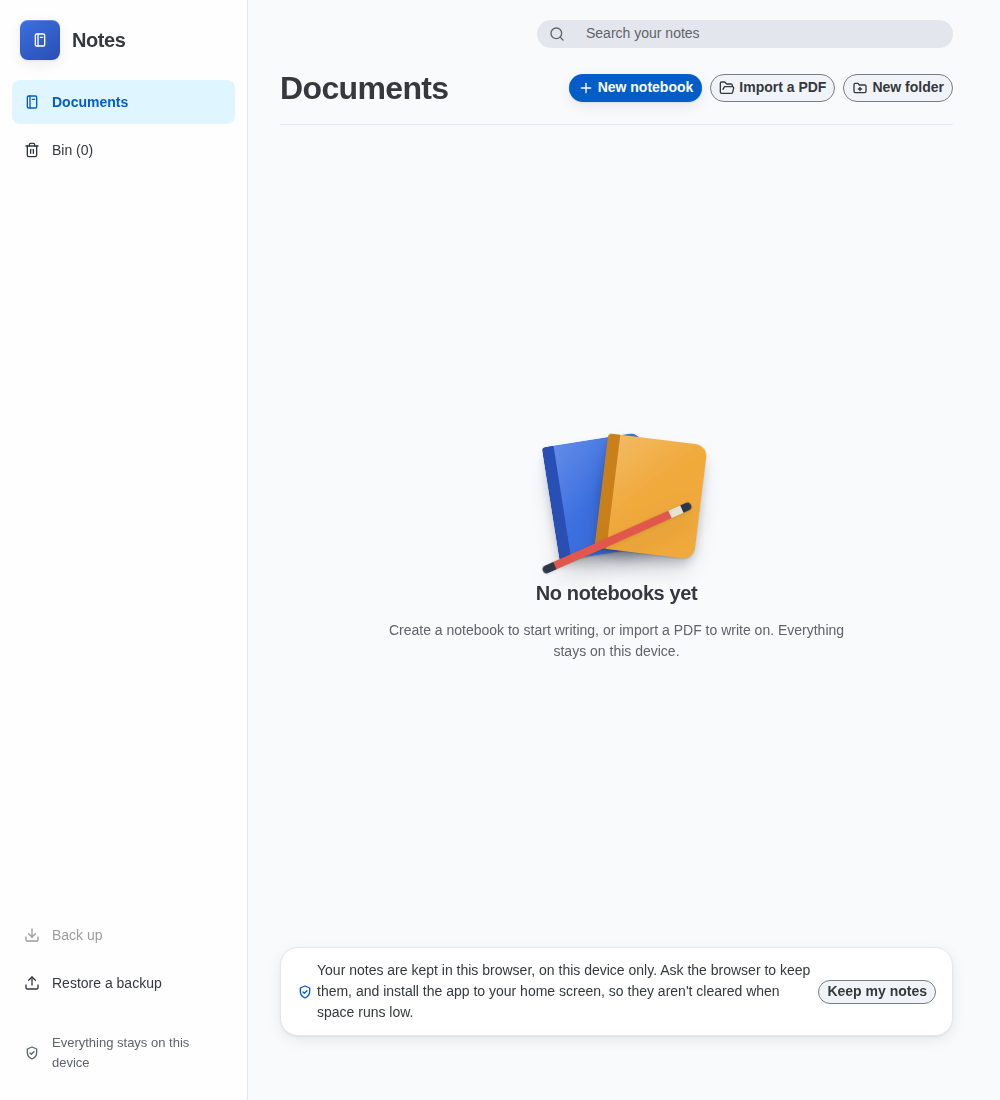 Notes
Search your notes
Documents
Bin (0)
Documents
New notebook
Import a PDF
New folder
No notebooks yet
Create a notebook to start writing, or import a PDF to write on. Everything
stays on this device.
Back up
Restore a backup
Everything stays on this
device
Your notes are kept in this browser, on this device only. Ask the browser to keep
them, and install the app to your home screen, so they aren't cleared when
space runs low.
Keep my notes